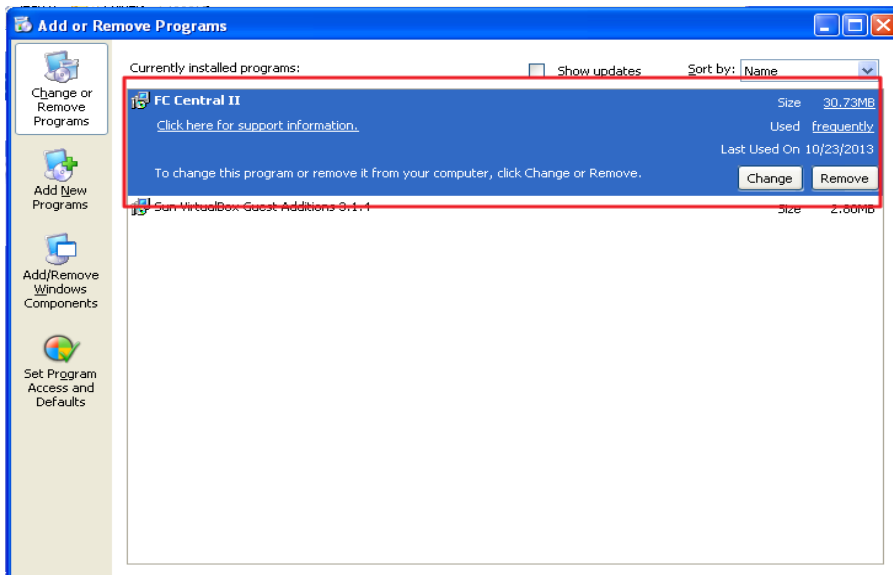 Add or Remove Programs
Change or
Remove
Programs
Add New
Programs
Add/Remove
Windows
Components
Set Program
Access and
Defaults
Currently installed programs:
Show updates
Sort by: Name
FC Central II
Size 30.73MB
Click here for support information.
Used frequently
Last Used On 10/23/2013
To change this program or remove it from your computer, click Change or Remove.
Change Remove
Sun VirtualBox Guest Additions 3.1.4
Size 2.80MB